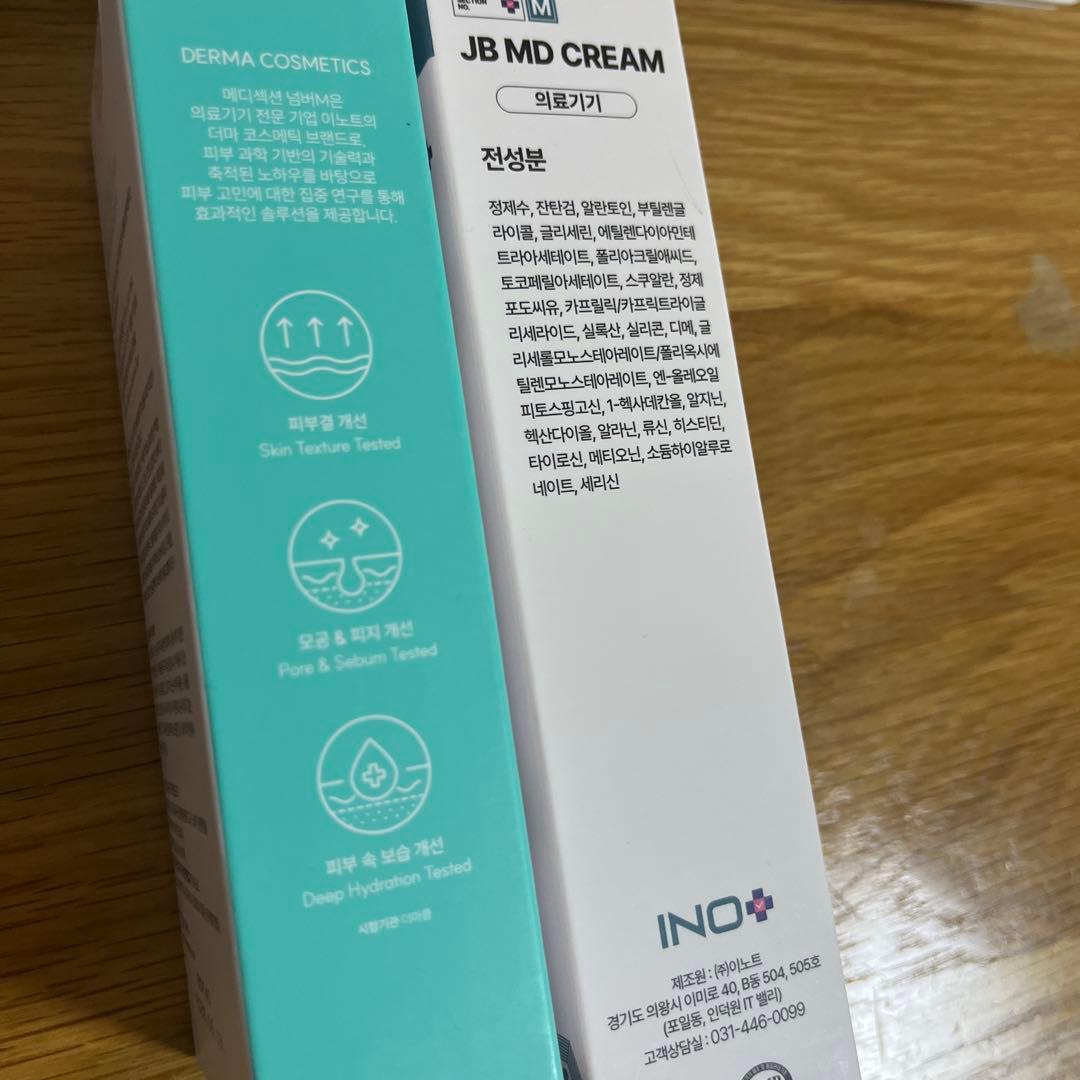 DERMA COSMETICS
메디섹션 넘버M은
의료기기 전문 기업 이노트의
더마 코스메틱 브랜드로,
피부 과학 기반의 기술력과
축적된 노하우를 바탕으로
피부 고민에 대한 집중 연구를 통해
효과적인 솔루션을 제공합니다.
피부결 개선
Skin Texture Tested
모공 & 피지 개선
Pore & Sebum Tested
피부 속 보습 개선
Deep Hydration Tested
시험기관 더마콥
SECTION
NO.
M
JB MD CREAM
의료기기
전성분
정제수, 잔탄검, 알란토인, 부틸렌글
라이콜, 글리세린, 에틸렌다이아민테
트라아세테이트, 폴리아크릴애씨드,
토코페릴아세테이트, 스쿠알란, 정제
포도씨유, 카프릴릭/카프릭트라이글
리세라이드, 실록산, 실리콘, 디메, 글
리세롤모노스테아레이트/폴리옥시에
틸렌모노스테아레이트, 엔-올레오일
피토스핑고신, 1-헥사데칸올, 알지닌,
헥산다이올, 알라닌, 류신, 히스티딘,
타이로신, 메티오닌, 소듐하이알루로
네이트, 세리신
INO
제조원 : (주)이노트
경기도 의왕시 이미로 40, B동 504, 505호
(포일동, 인덕원 IT 밸리)
고객상담실 : 031-446-0099